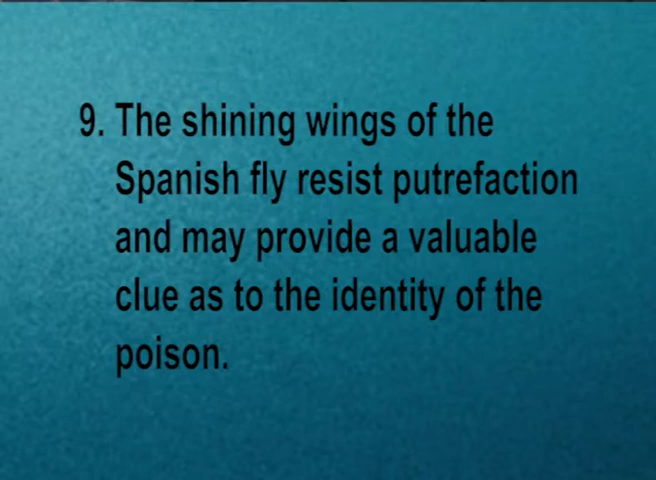 9. The shining wings of the
Spanish fly resist putrefaction
and may provide a valuable
clue as to the identity of the
poison.